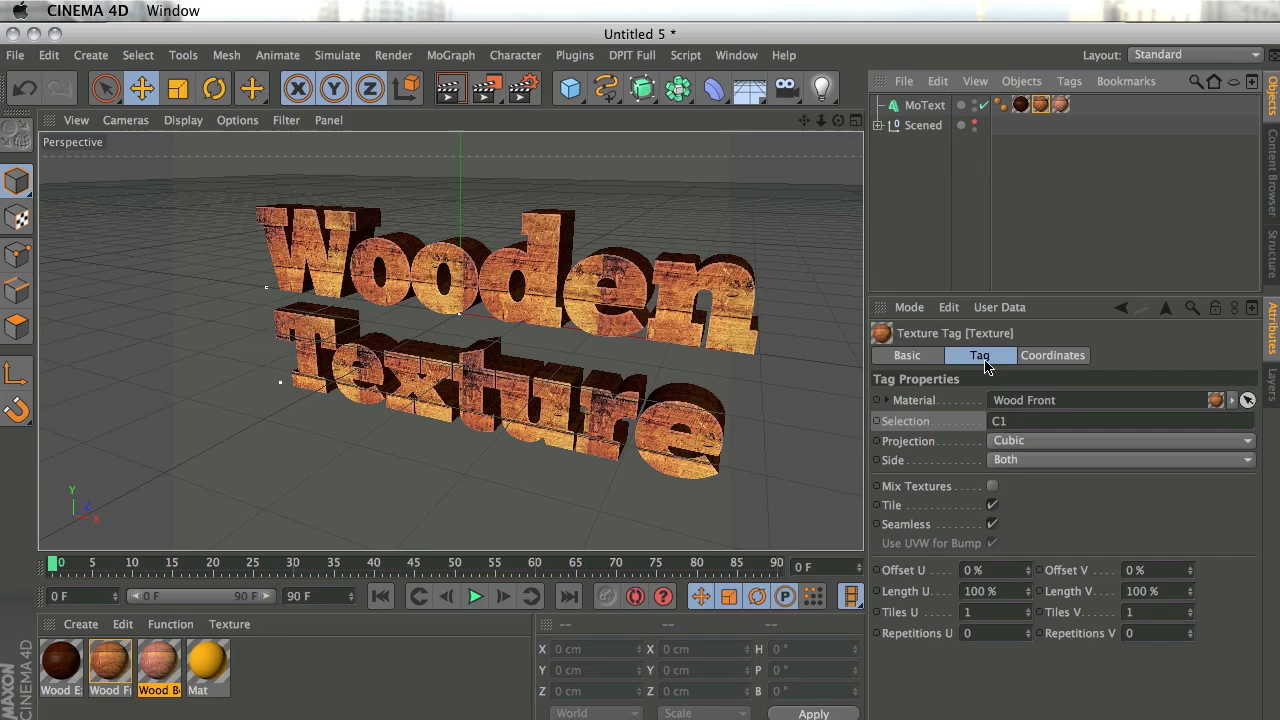 CINEMA 4D Window
Untitled 5 *
File Edit Create Select Tools Mesh Animate Simulate Render MoGraph Character Plugins DPIT Full Script Window Help Layout: Standard
X Y Z
File Edit View Objects Tags Bookmarks
MoText
Scened
View Cameras Display Options Filter Panel
Perspective
Wooden
Texture
Y
Z
X
Objects
Content Browser
Structure
Attributes
Layers
Mode Edit User Data
Texture Tag [Texture]
Basic Tag Coordinates
Tag Properties
Material Wood Front
Selection C1
Projection Cubic
Side Both
Mix Textures
Tile
Seamless
Use UVW for Bump
Offset U 0 % Offset V 0 %
Length U 100 % Length V 100 %
Tiles U 1 Tiles V 1
Repetitions U 0 Repetitions V 0
0 5 10 15 20 25 30 35 40 45 50 55 60 65 70 75 80 85 90 0 F
0 F 0 F 90 F 90 F
P
Create Edit Function Texture
-- -- --
Wood E Wood F Wood B Mat
X 0 cm X 0 cm H 0 °
Y 0 cm Y 0 cm P 0 °
Z 0 cm Z 0 cm B 0 °
World Scale Apply
MAXON
CINEMA 4D